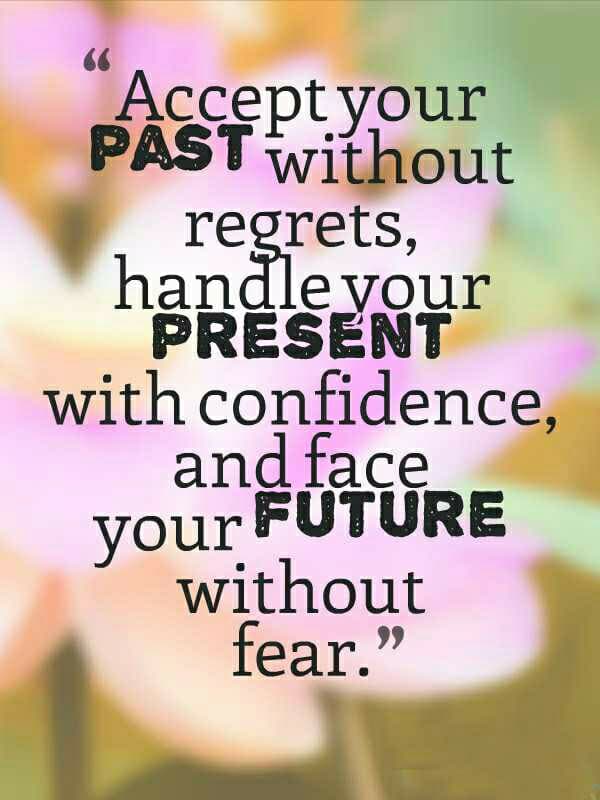 “Accept your
PAST without
regrets,
handle your
PRESENT
with confidence,
and face
your FUTURE
without
fear.”